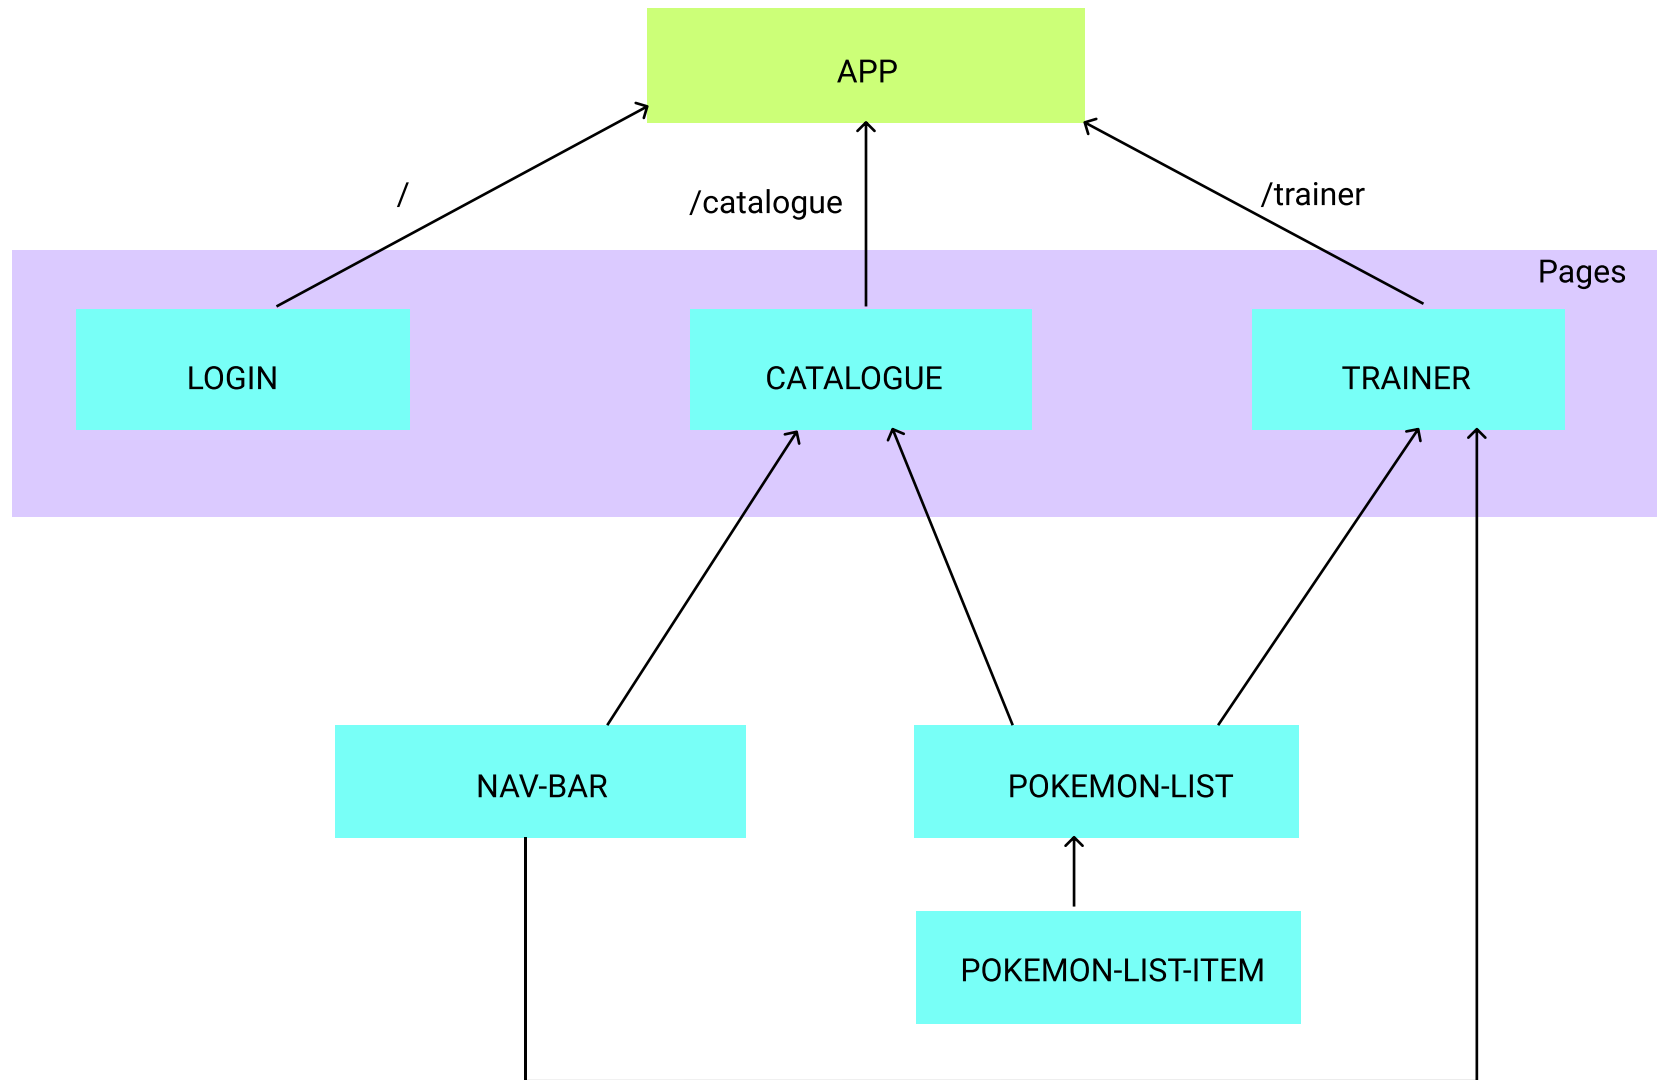 APP
/
/catalogue
/trainer
Pages
LOGIN
CATALOGUE
TRAINER
NAV-BAR
POKEMON-LIST
POKEMON-LIST-ITEM